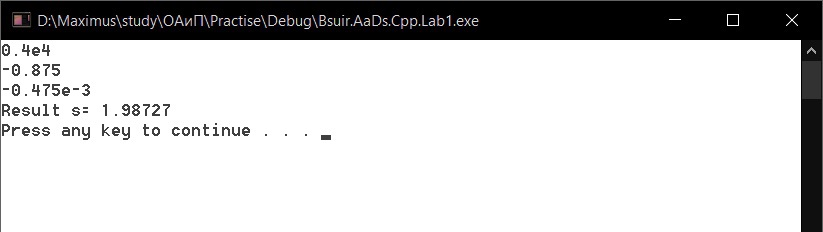 D:\Maximus\study\ОАиП\Practise\Debug\Bsuir.AaDs.Cpp.Lab1.exe
0.4e4
-0.875
-0.475e-3
Result s= 1.98727
Press any key to continue . . .